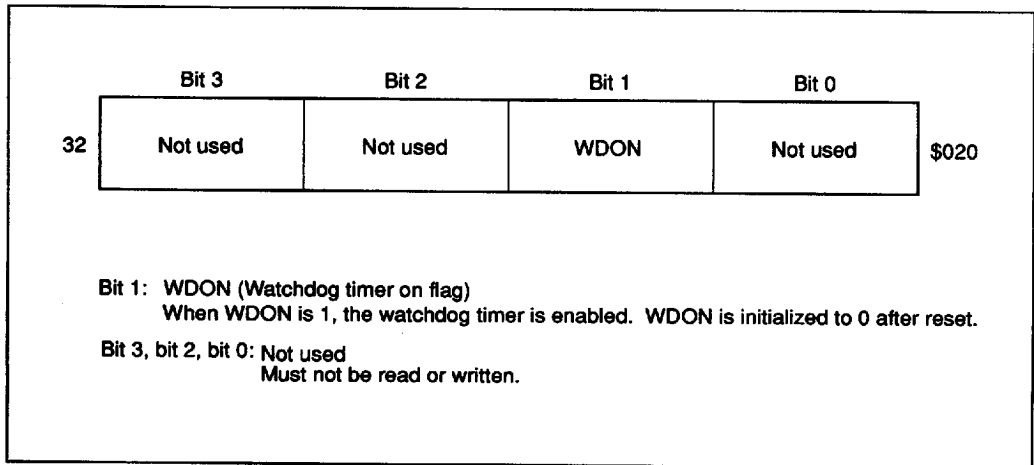 Bit 3 Bit 2 Bit 1 Bit 0
32 Not used Not used WDON Not used $020
Bit 1: WDON (Watchdog timer on flag)
When WDON is 1, the watchdog timer is enabled. WDON is initialized to 0 after reset.
Bit 3, bit 2, bit 0: Not used
Must not be read or written.